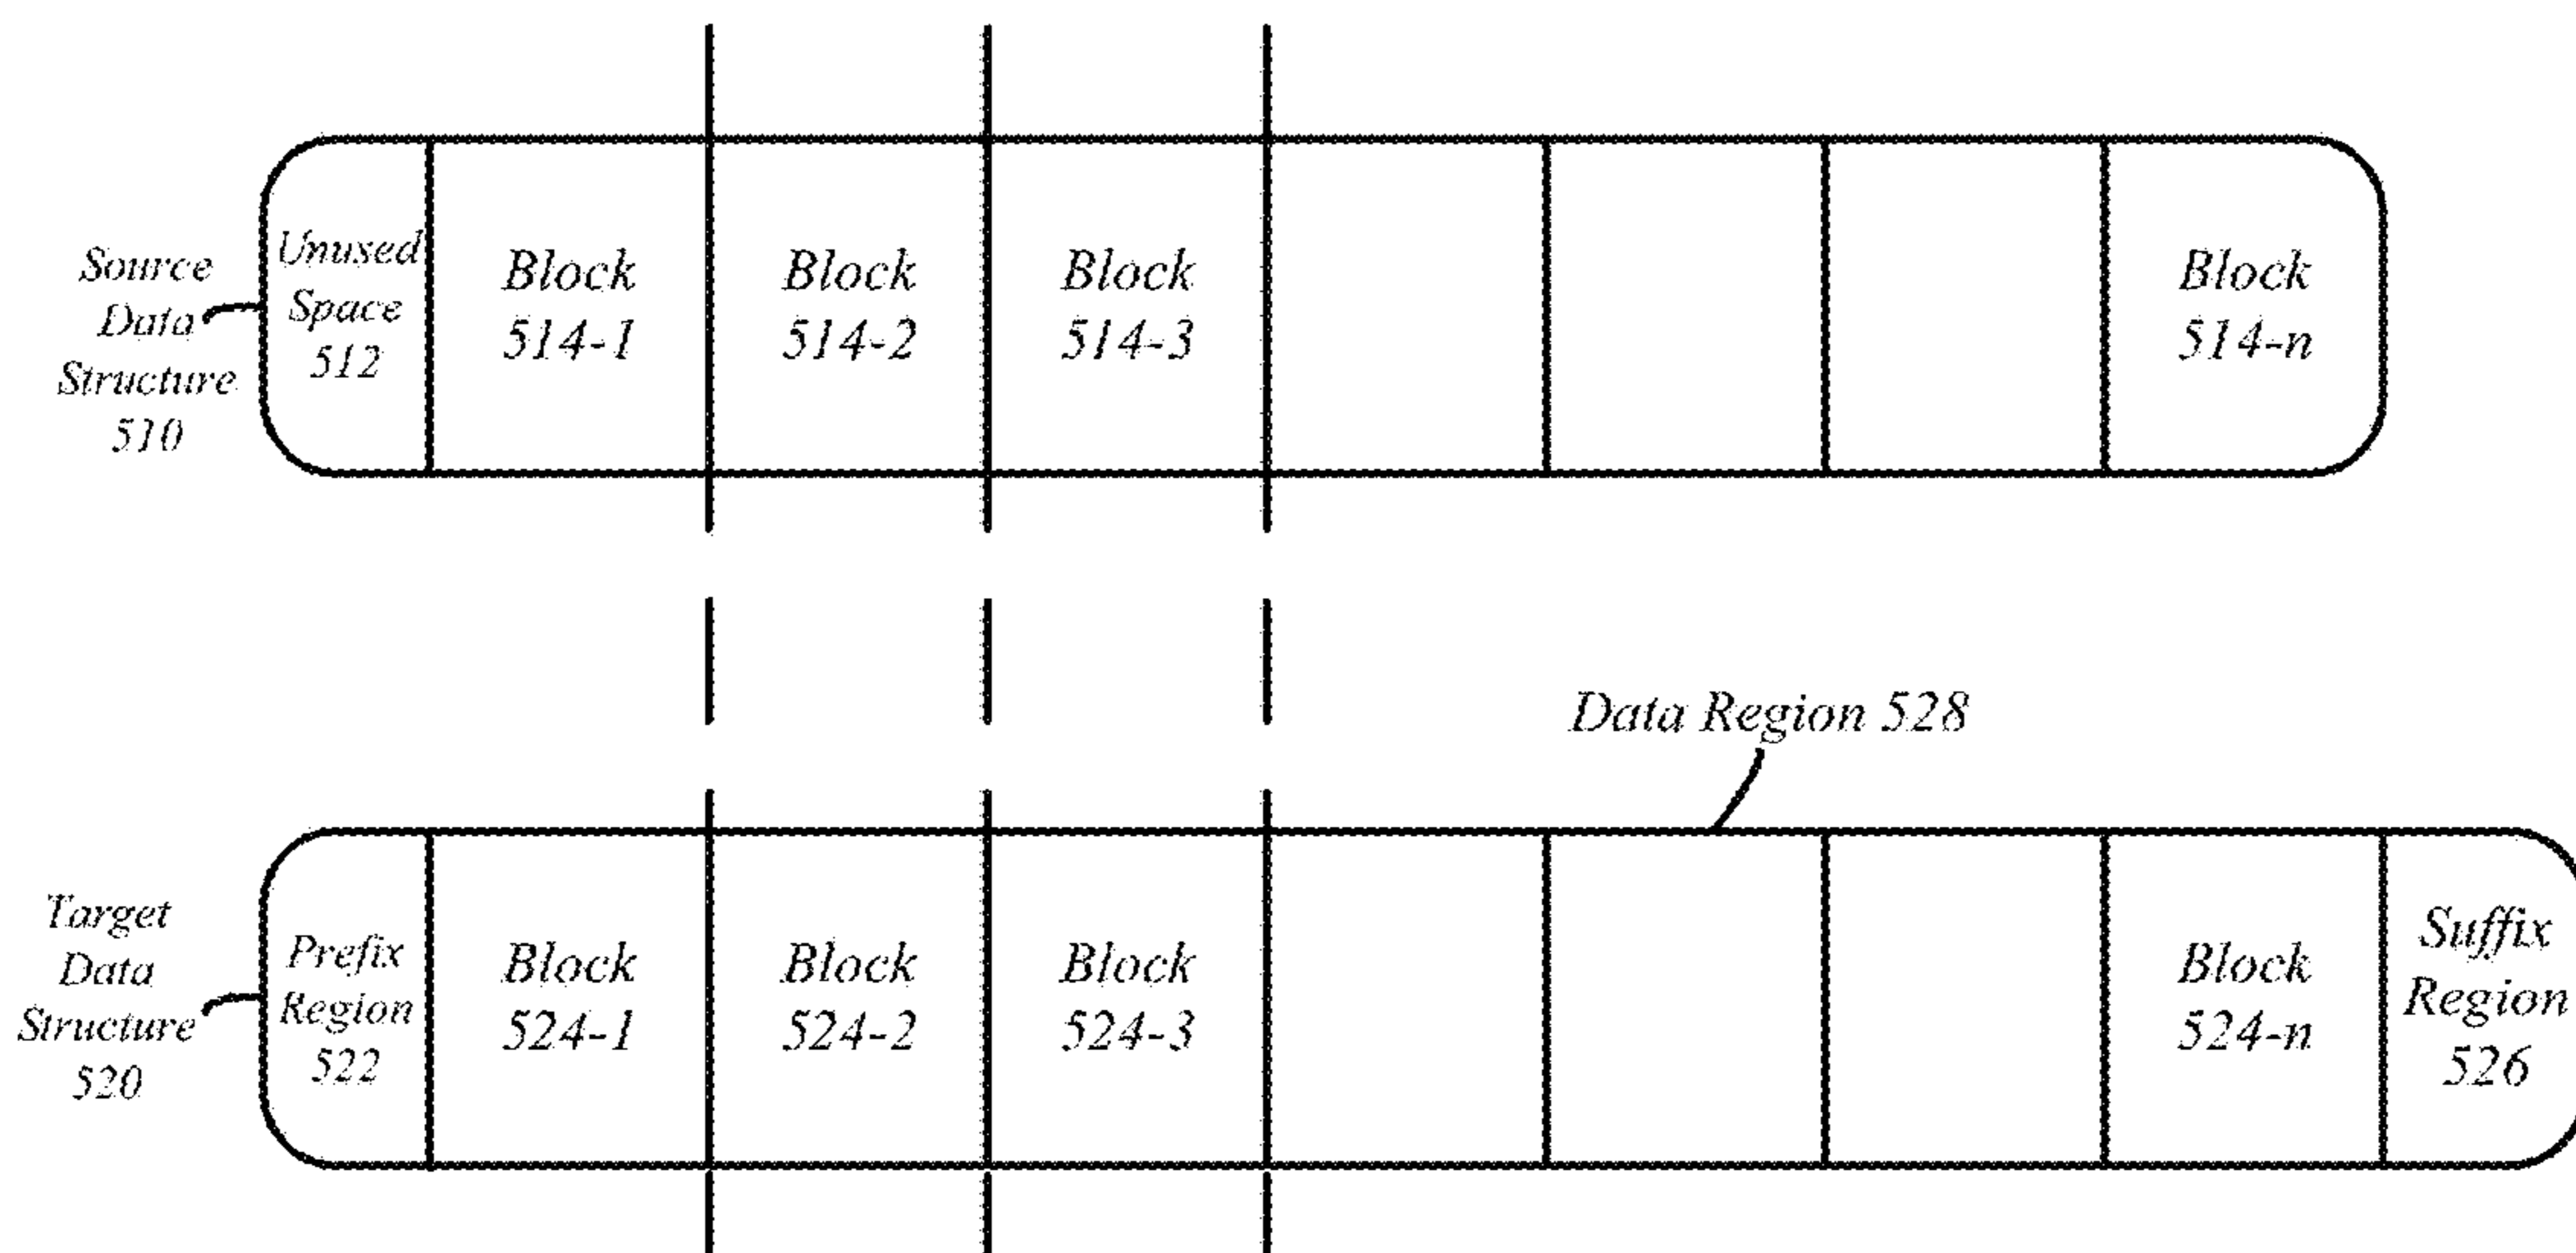 Source
Data
Structure
510
Unused
Space
512
Block
514-1
Block
514-2
Block
514-3
Block
514-n
Data Region 528
Target
Data
Structure
520
Prefix
Region
522
Block
524-1
Block
524-2
Block
524-3
Block
524-n
Suffix
Region
526